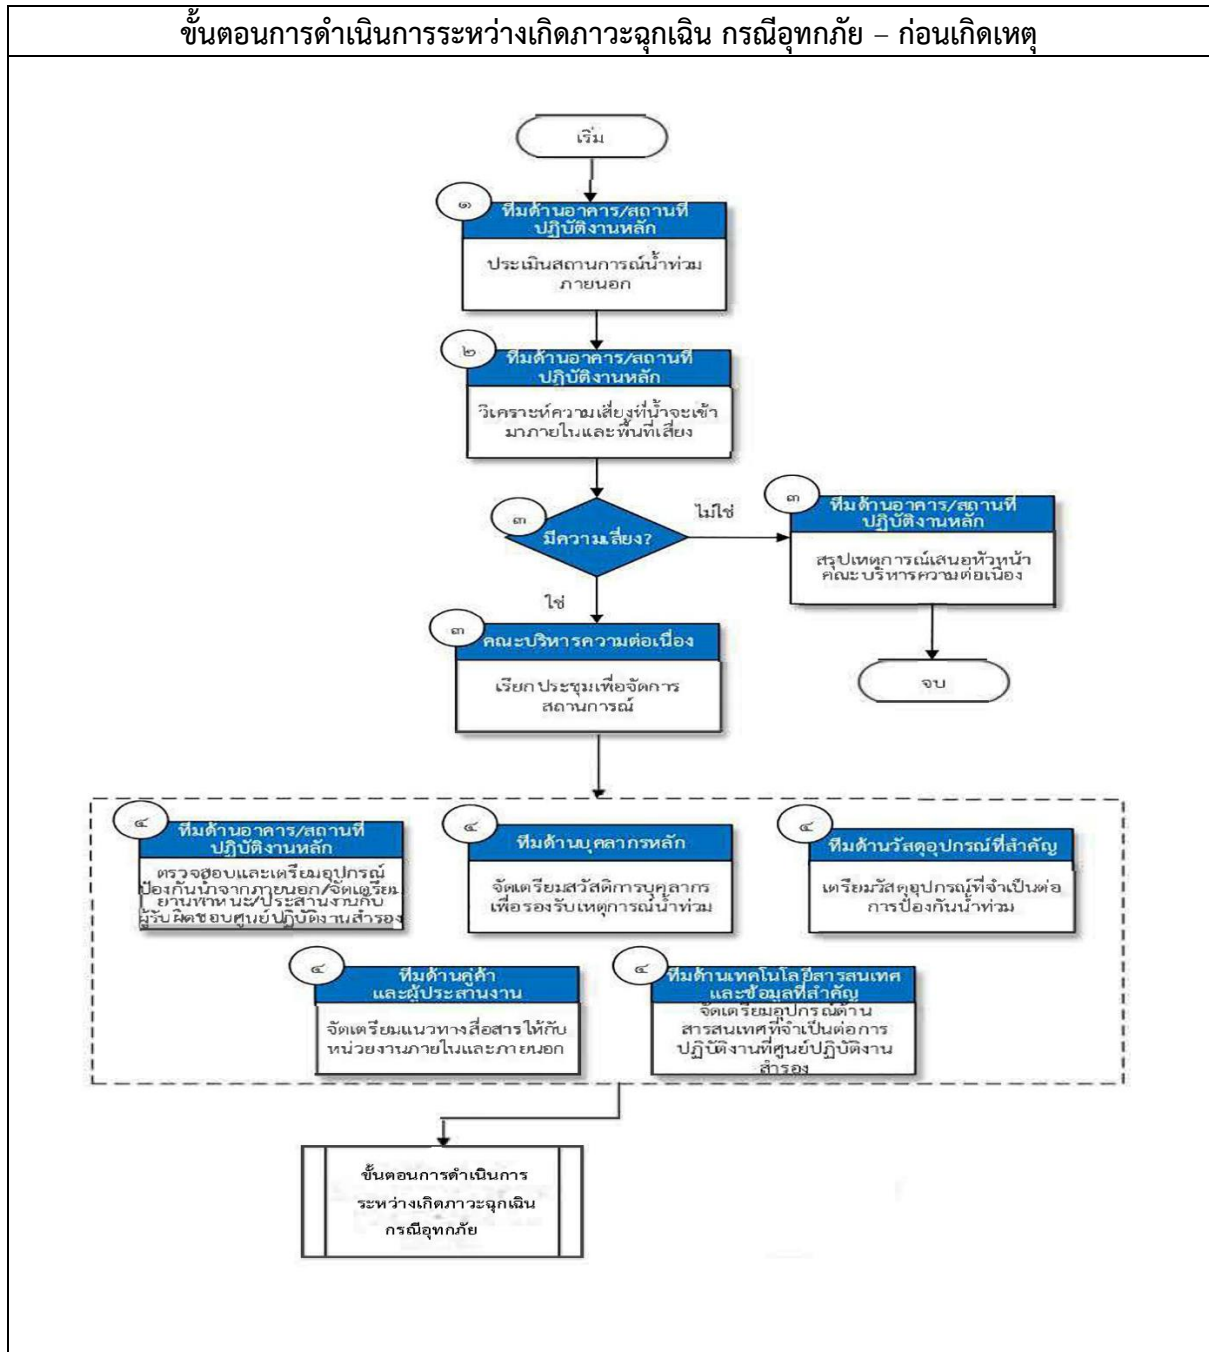 ขั้นตอนการดำเนินการระหว่างเกิดภาวะฉุกเฉิน กรณีอุทกภัย – ก่อนเกิดเหตุ
เริ่ม
๑
ทีมด้านอาคาร/สถานที่
ปฏิบัติงานหลัก
ประเมินสถานการณ์น้ำท่วม
ภายนอก
๒
ทีมด้านอาคาร/สถานที่
ปฏิบัติงานหลัก
วิเคราะห์ความเสี่ยงที่น้ำจะเข้า
มาภายในและพื้นที่เสี่ยง
๓
มีความเสี่ยง?
ไม่ใช่
๓
ทีมด้านอาคาร/สถานที่
ปฏิบัติงานหลัก
สรุปเหตุการณ์เสนอหัวหน้า
คณะบริหารความต่อเนื่อง
จบ
ใช่
๓
คณะบริหารความต่อเนื่อง
เรียกประชุมเพื่อจัดการ
สถานการณ์
๔
ทีมด้านอาคาร/สถานที่
ปฏิบัติงานหลัก
ตรวจสอบและเตรียมอุปกรณ์
ป้องกันน้ำจากภายนอก/จัดเตรียม
ยานพาหนะ/ประสานงานกับ
ผู้รับผิดชอบศูนย์ปฏิบัติงานสำรอง
๔
ทีมด้านบุคลากรหลัก
จัดเตรียมสวัสดิการบุคลากร
เพื่อรองรับเหตุการณ์น้ำท่วม
๔
ทีมด้านวัสดุอุปกรณ์ที่สำคัญ
เตรียมวัสดุอุปกรณ์ที่จำเป็นต่อ
การป้องกันน้ำท่วม
๔
ทีมด้านคู่ค้า
และผู้ประสานงาน
จัดเตรียมแนวทางสื่อสารให้กับ
หน่วยงานภายในและภายนอก
๔
ทีมด้านเทคโนโลยีสารสนเทศ
และข้อมูลที่สำคัญ
จัดเตรียมอุปกรณ์ด้าน
สารสนเทศที่จำเป็นต่อการ
ปฏิบัติงานที่ศูนย์ปฏิบัติงาน
สำรอง
ขั้นตอนการดำเนินการ
ระหว่างเกิดภาวะฉุกเฉิน
กรณีอุทกภัย